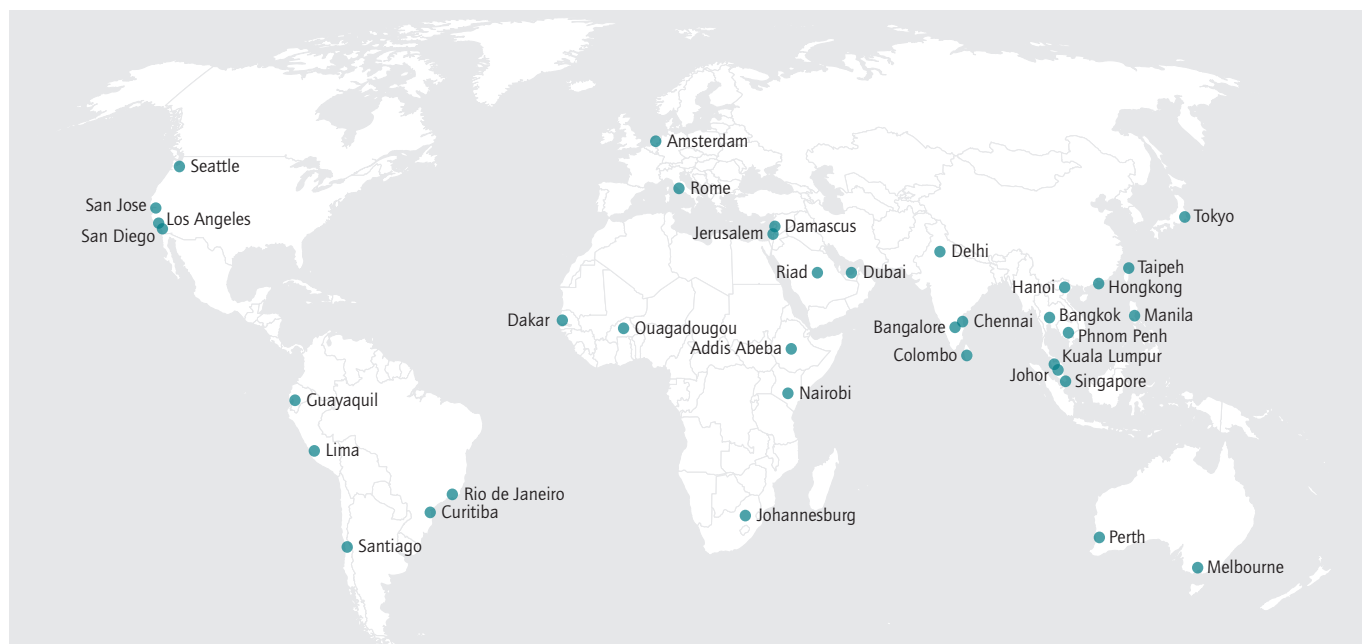 Amsterdam
Seattle
Rome
San Jose
Los Angeles
San Diego
Tokyo
Damascus
Jerusalem
Delhi
Riad
Dubai
Taipeh
Hanoi
Hongkong
Dakar
Ouagadougou
Bangalore
Chennai
Bangkok
Manila
Addis Abeba
Phnom Penh
Colombo
Kuala Lumpur
Johor
Singapore
Guayaquil
Nairobi
Lima
Rio de Janeiro
Curitiba
Johannesburg
Santiago
Perth
Melbourne